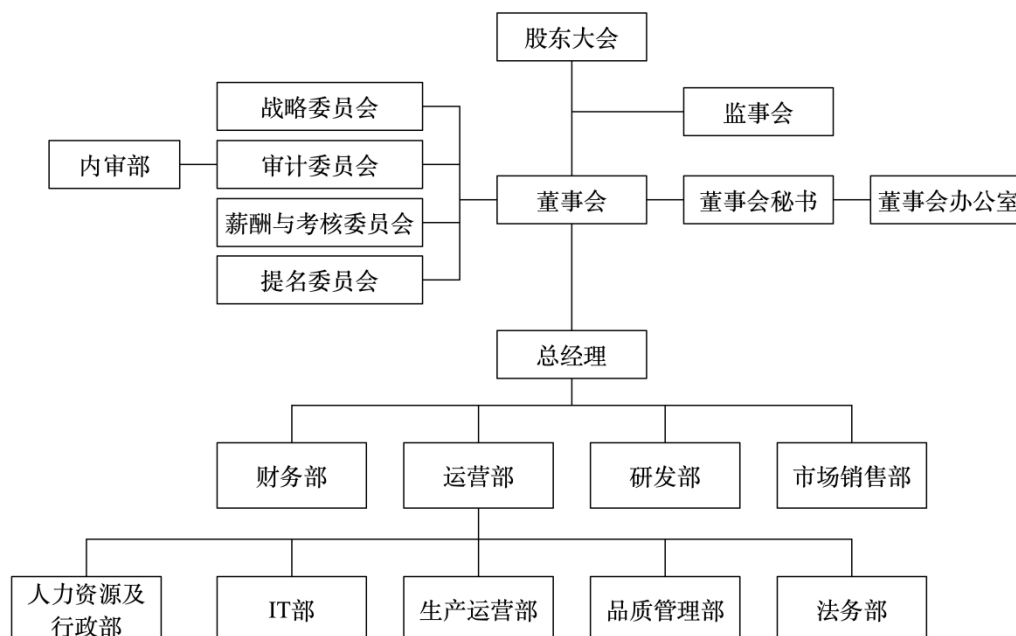 股东大会
战略委员会
监事会
内审部
审计委员会
董事会
董事会秘书
董事会办公室
薪酬与考核委员会
提名委员会
总经理
财务部
运营部
研发部
市场销售部
人力资源及
行政部
IT部
生产运营部
品质管理部
法务部